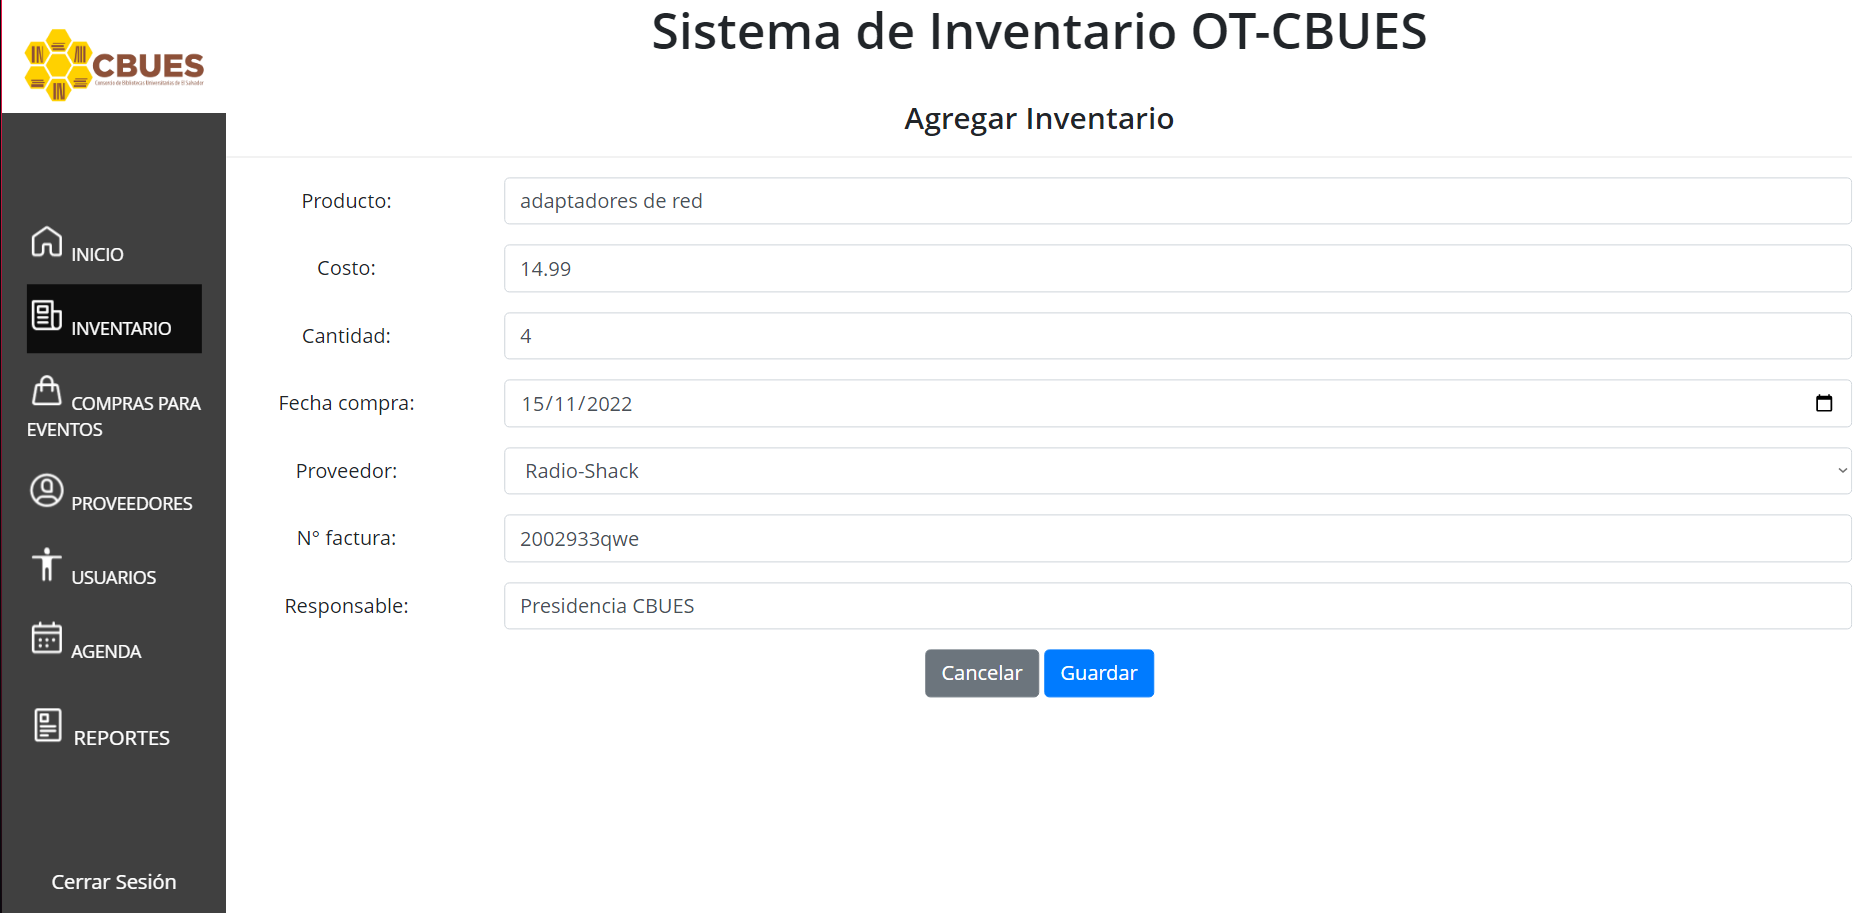 Sistema de Inventario OT-CBUES
CBUES
Consorcio de Bibliotecas Universitarias de El Salvador
Agregar Inventario
INICIO
INVENTARIO
COMPRAS PARA
EVENTOS
PROVEEDORES
USUARIOS
AGENDA
REPORTES
Cerrar Sesión
Producto: adaptadores de red
Costo: 14.99
Cantidad: 4
Fecha compra: 15/11/2022
Proveedor: Radio-Shack
N° factura: 2002933qwe
Responsable: Presidencia CBUES
Cancelar Guardar